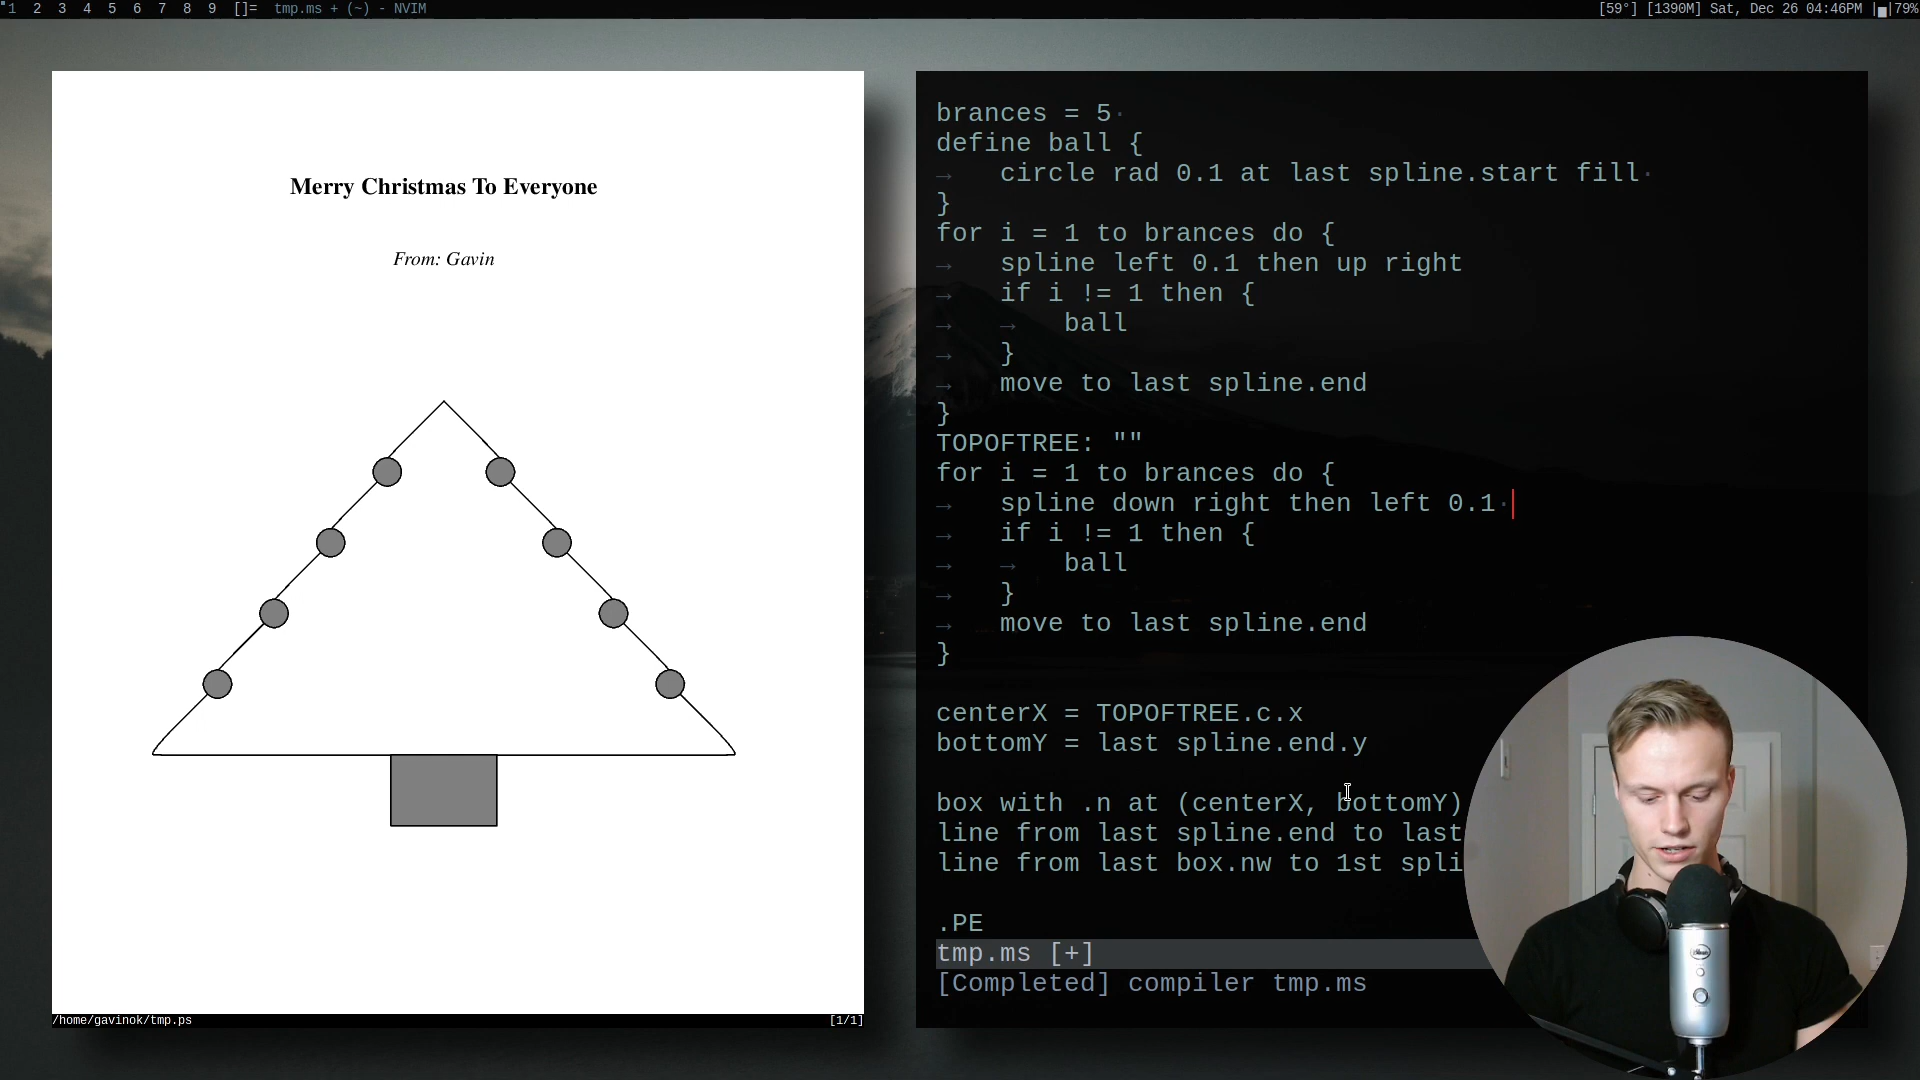 1 2 3 4 5 6 7 8 9 []= tmp.ms + (~) - NVIM
[59°] [1390M] Sat, Dec 26 04:46PM |▄|79%
Merry Christmas To Everyone
From: Gavin
/home/gavinok/tmp.ps [1/1]
brances = 5·
define ball {
→ circle rad 0.1 at last spline.start fill·
}
for i = 1 to brances do {
→ spline left 0.1 then up right
→ if i != 1 then {
→ → ball
→ }
→ move to last spline.end
}
TOPOFTREE: ""
for i = 1 to brances do {
→ spline down right then left 0.1·
→ if i != 1 then {
→ → ball
→ }
→ move to last spline.end
}
centerX = TOPOFTREE.c.x
bottomY = last spline.end.y
box with .n at (centerX, bottomY)
line from last spline.end to last
line from last box.nw to 1st spli
.PE
tmp.ms [+]
[Completed] compiler tmp.ms